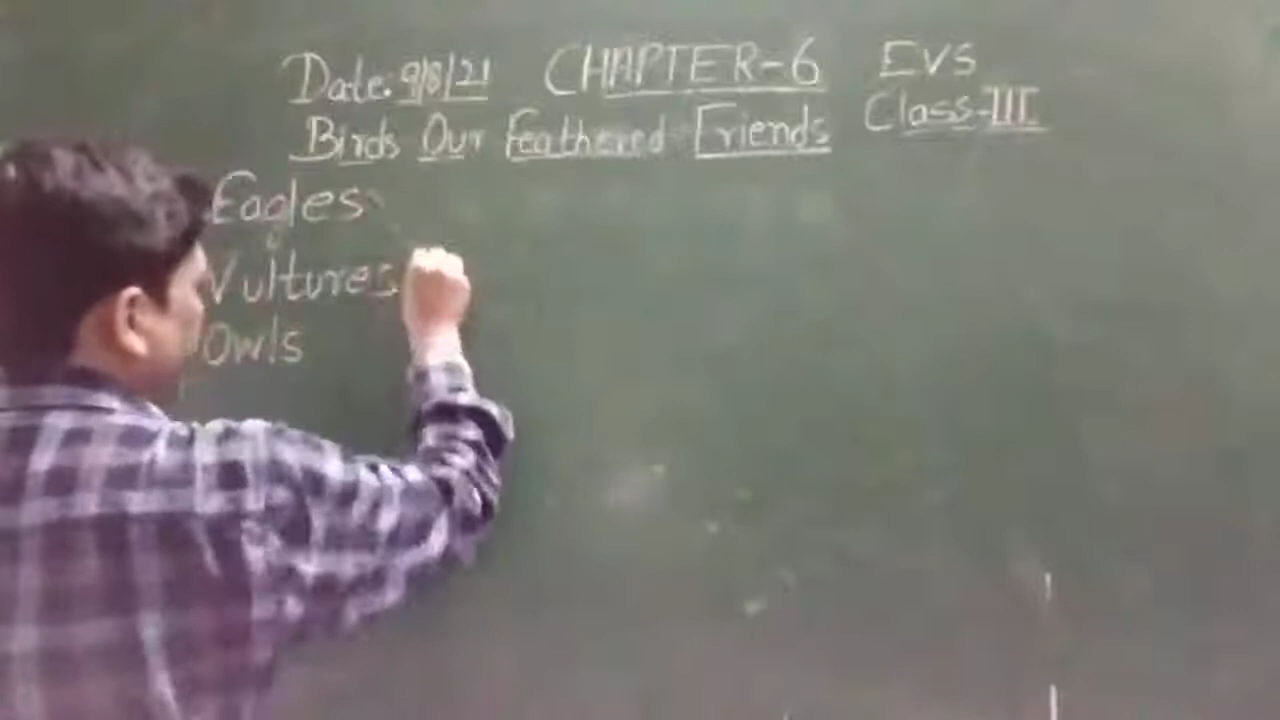 Date: 9/8/21 CHAPTER-6 EVS
Birds Our Feathered Friends Class-III
Eagles
Vultures
Owls